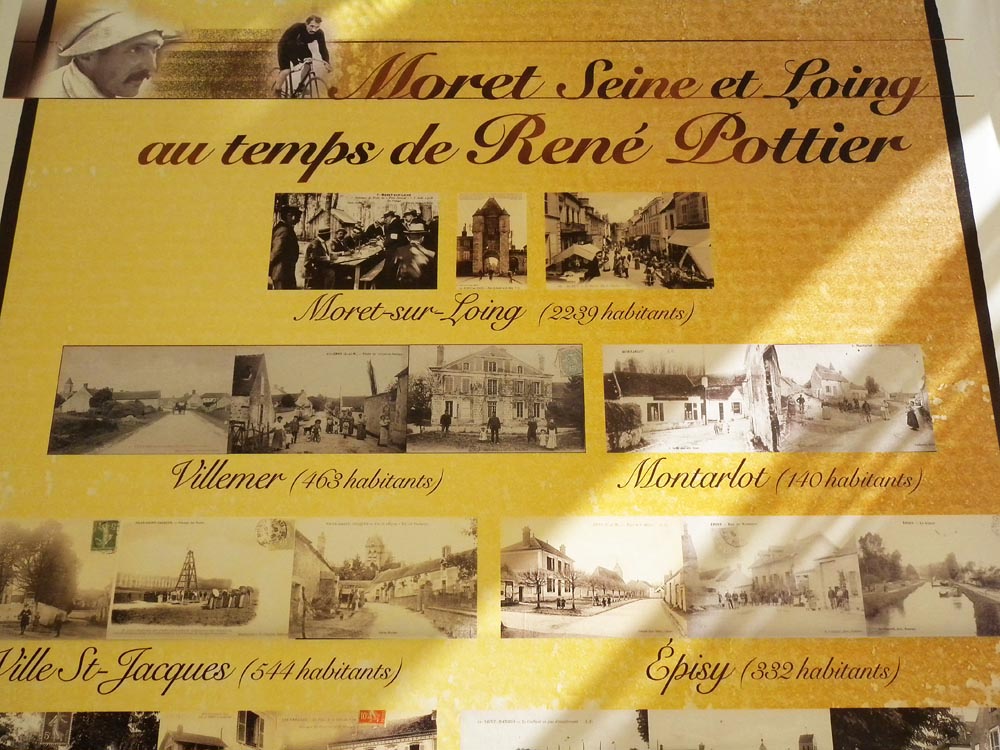 Moret Seine et Loing
au temps de René Pottier
Moret-sur-Loing (2239 habitants)
Villemer (463 habitants)
Montarlot (140 habitants)
Ville St-Jacques (544 habitants)
Épisy (332 habitants)